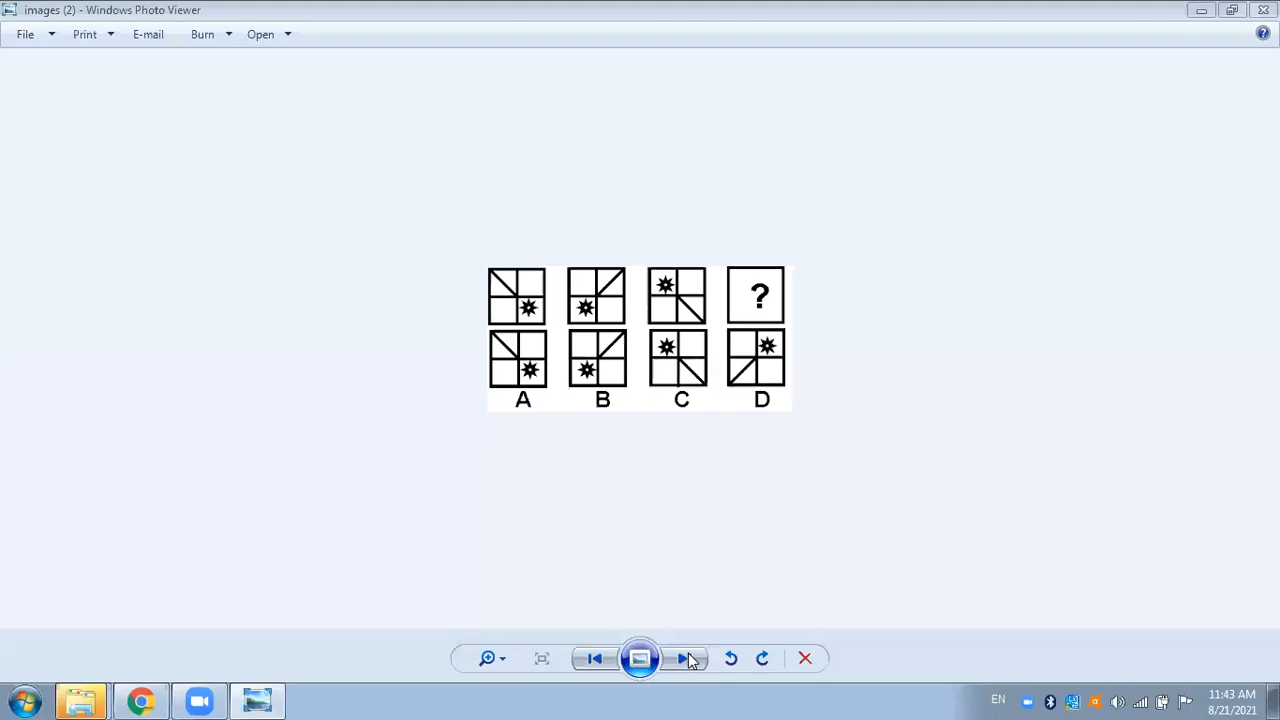 images (2) - Windows Photo Viewer
File Print E-mail Burn Open
?
A B C D
EN
11:43 AM
8/21/2021